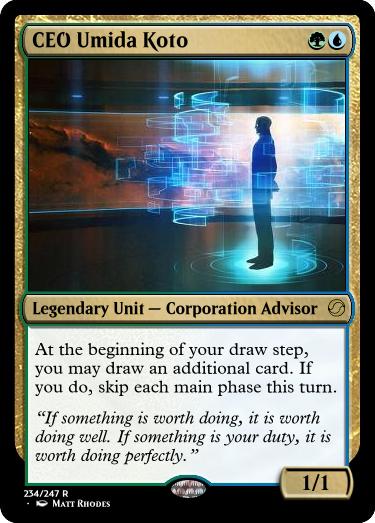 CEO Umida Koto
Legendary Unit — Corporation Advisor
At the beginning of your draw step,
you may draw an additional card. If
you do, skip each main phase this turn.
“If something is worth doing, it is worth
doing well. If something is your duty, it is
worth doing perfectly.”
1/1
234/247 R
· Matt Rhodes